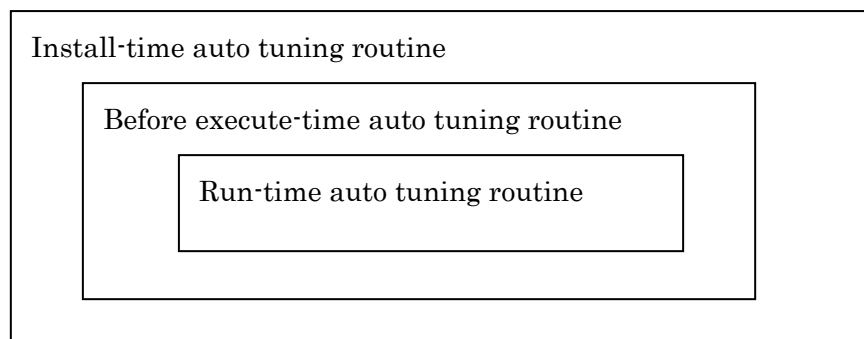 Install-time auto tuning routine
Before execute-time auto tuning routine
Run-time auto tuning routine